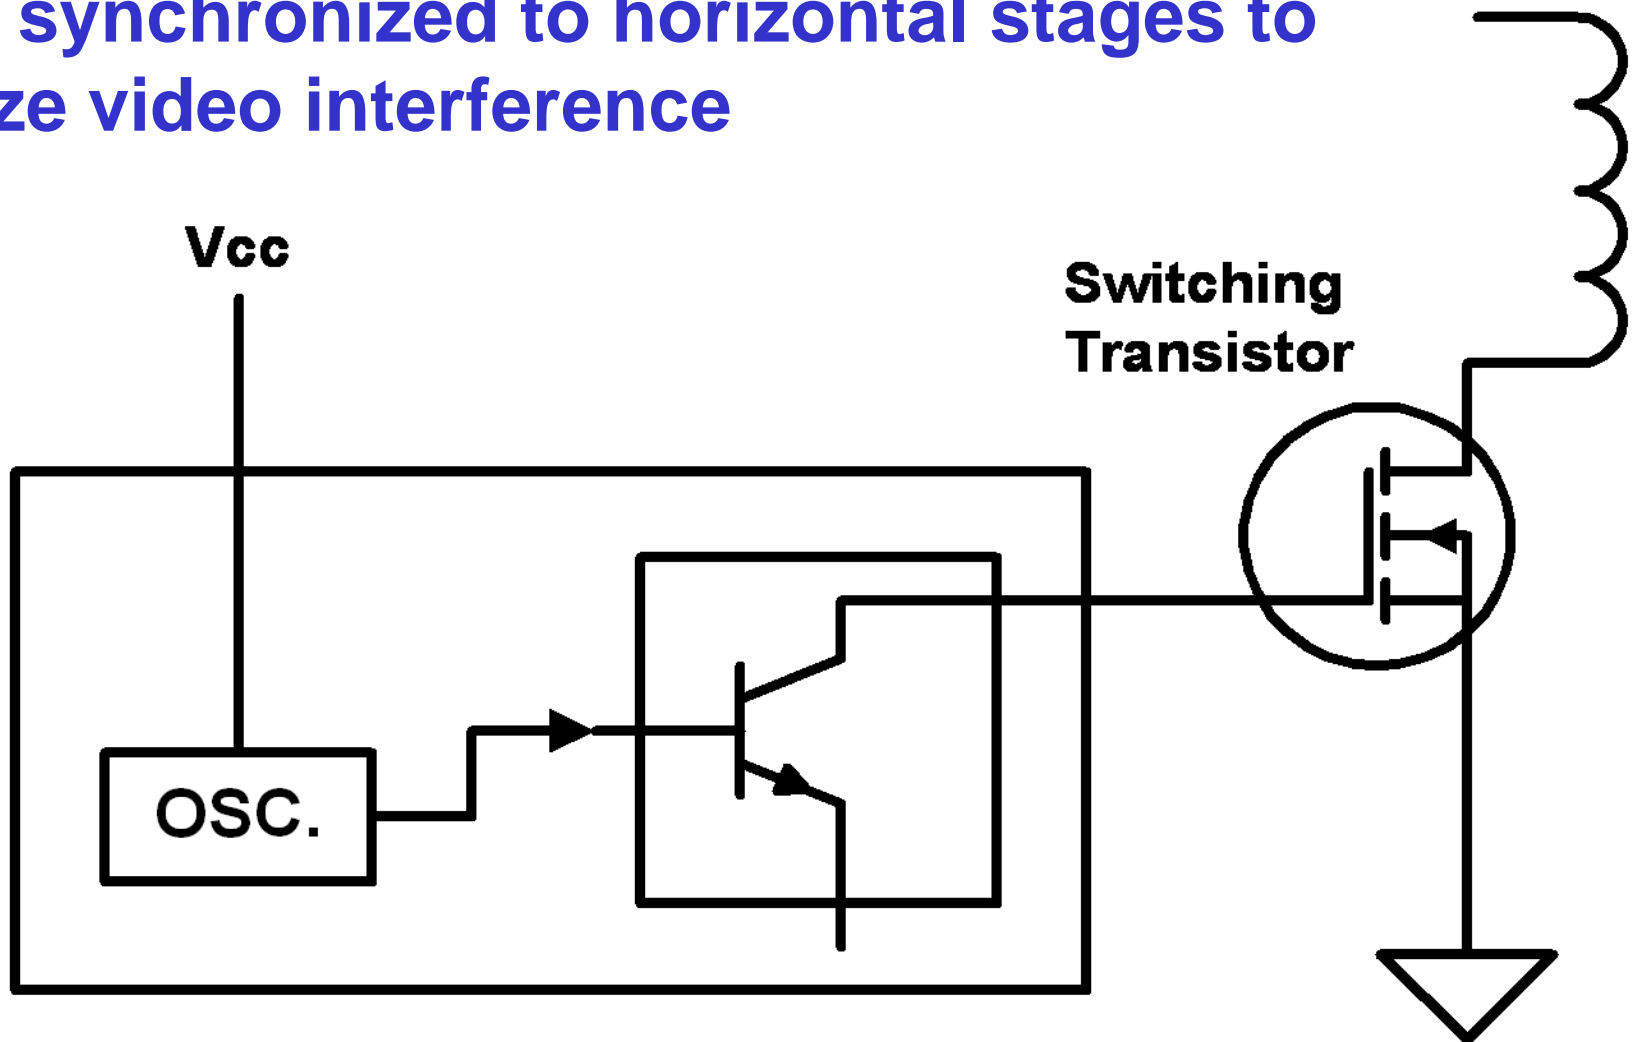 synchronized to horizontal stages to
ze video interference
Vcc
Switching
Transistor
OSC.